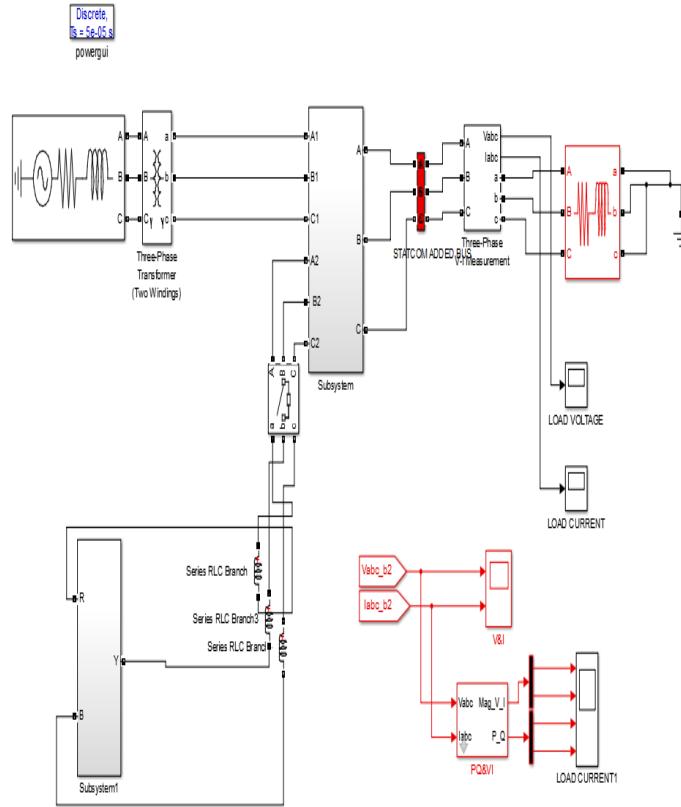 Discrete,
Ts = 5e-05 s
powergui
A
B
C
A
B
C
a
b
c
Y
Y
Three-Phase
Transformer
(Two Windings)
A1
B1
C1
A2
B2
C2
A
B
C
Subsystem
STATCOM ADDED BUS
A
B
C
Vabc
Iabc
a
b
c
Three-Phase
V-I Measurement
A
B
C
a
b
c
LOAD VOLTAGE
LOAD CURRENT
A
B
C
a
b
c
Series RLC Branch
Series RLC Branch3
Series RLC Branch
R
Y
B
Subsystem1
Vabc_b2
Iabc_b2
V&I
Vabc
Iabc
Mag_V_I
P_Q
PQ&VI
LOAD CURRENT1